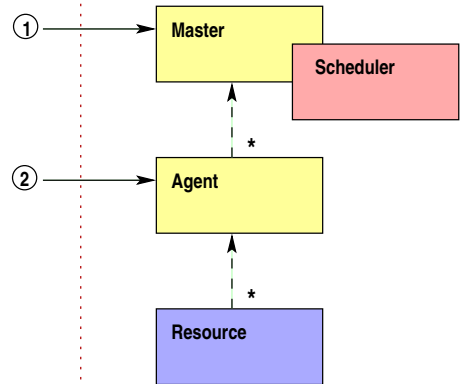 1
Master
Scheduler
*
2
Agent
*
Resource